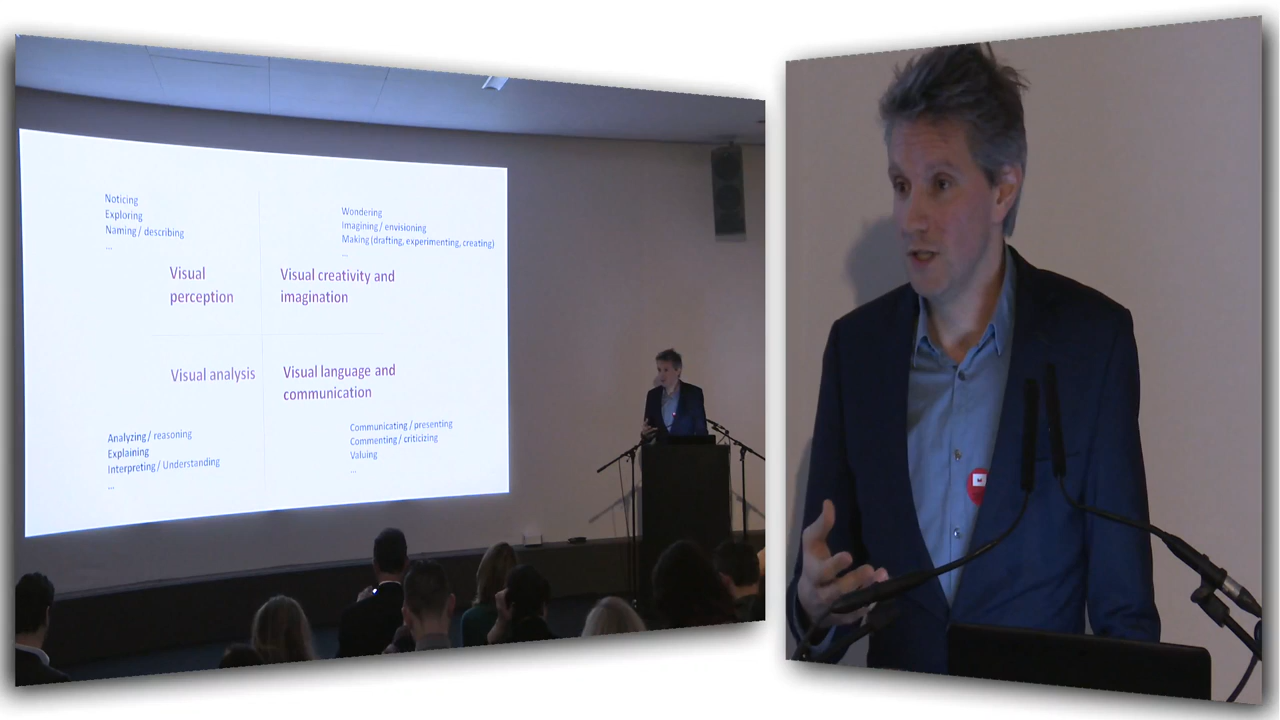 Noticing
Exploring
Naming / describing
...
Visual
perception
Wondering
Imagining / envisioning
Making (drafting, experimenting, creating)
...
Visual creativity and
imagination
Visual analysis
Analyzing / reasoning
Explaining
Interpreting / Understanding
...
Visual language and
communication
Communicating / presenting
Commenting / criticizing
Valuing
...